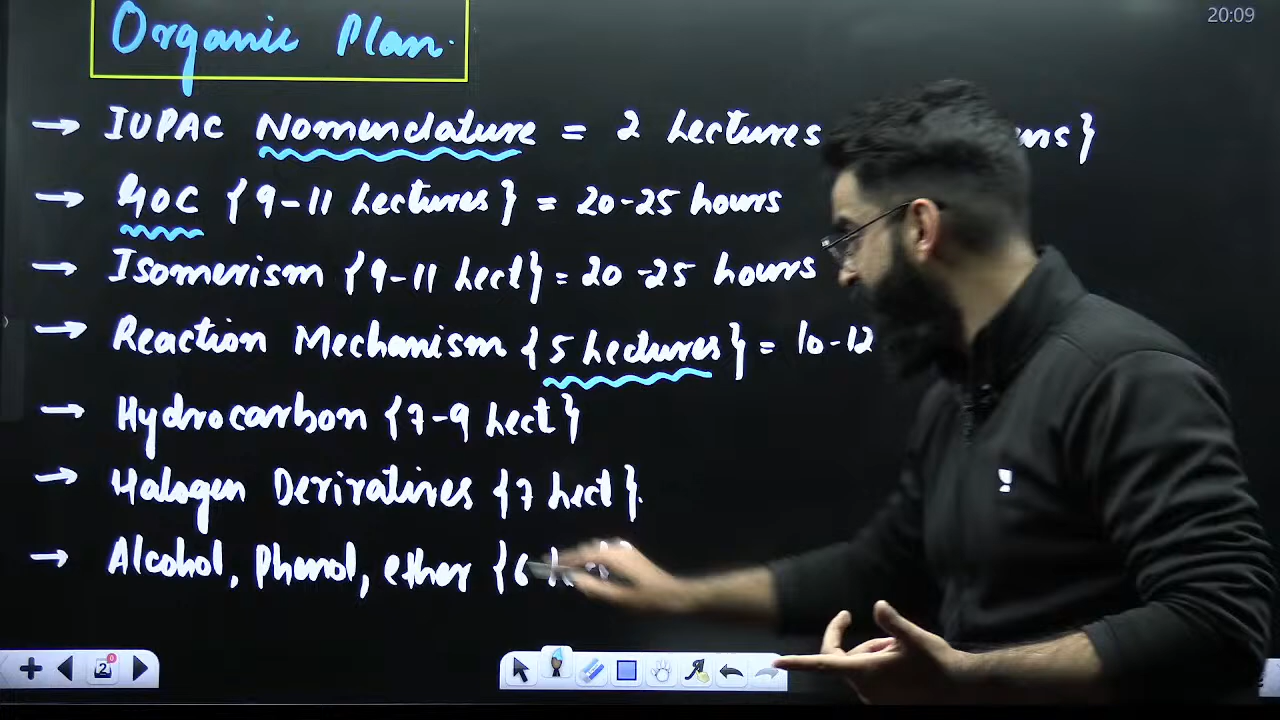 20:09
Organic Plan.
→ IUPAC Nomenclature = 2 Lectures }
→ GOC {9-11 Lectures} = 20-25 hours
→ Isomerism {9-11 Lect} = 20-25 hours
→ Reaction Mechanism {5 Lectures} = 10-12
→ Hydrocarbon {7-9 Lect}
→ Halogen Deriratives {7 Lect}.
→ Alcohol, Phenol, ether {6
2